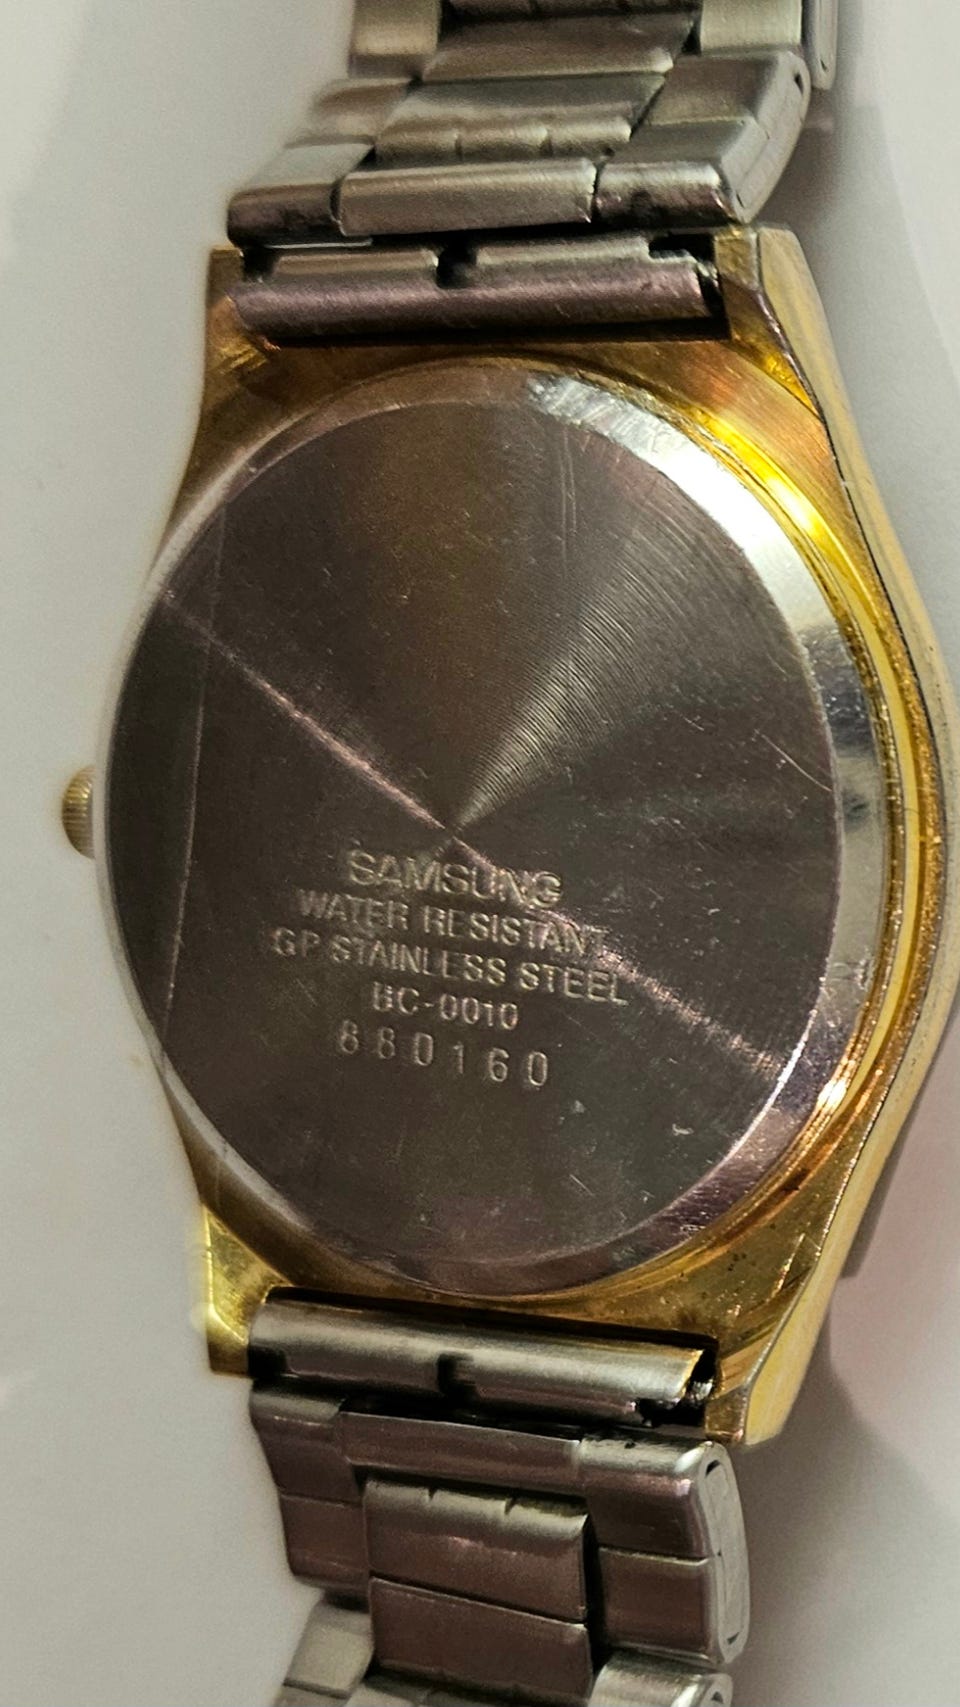 SAMSUNG
WATER RESISTANT
GP STAINLESS STEEL
BC-0010
880160